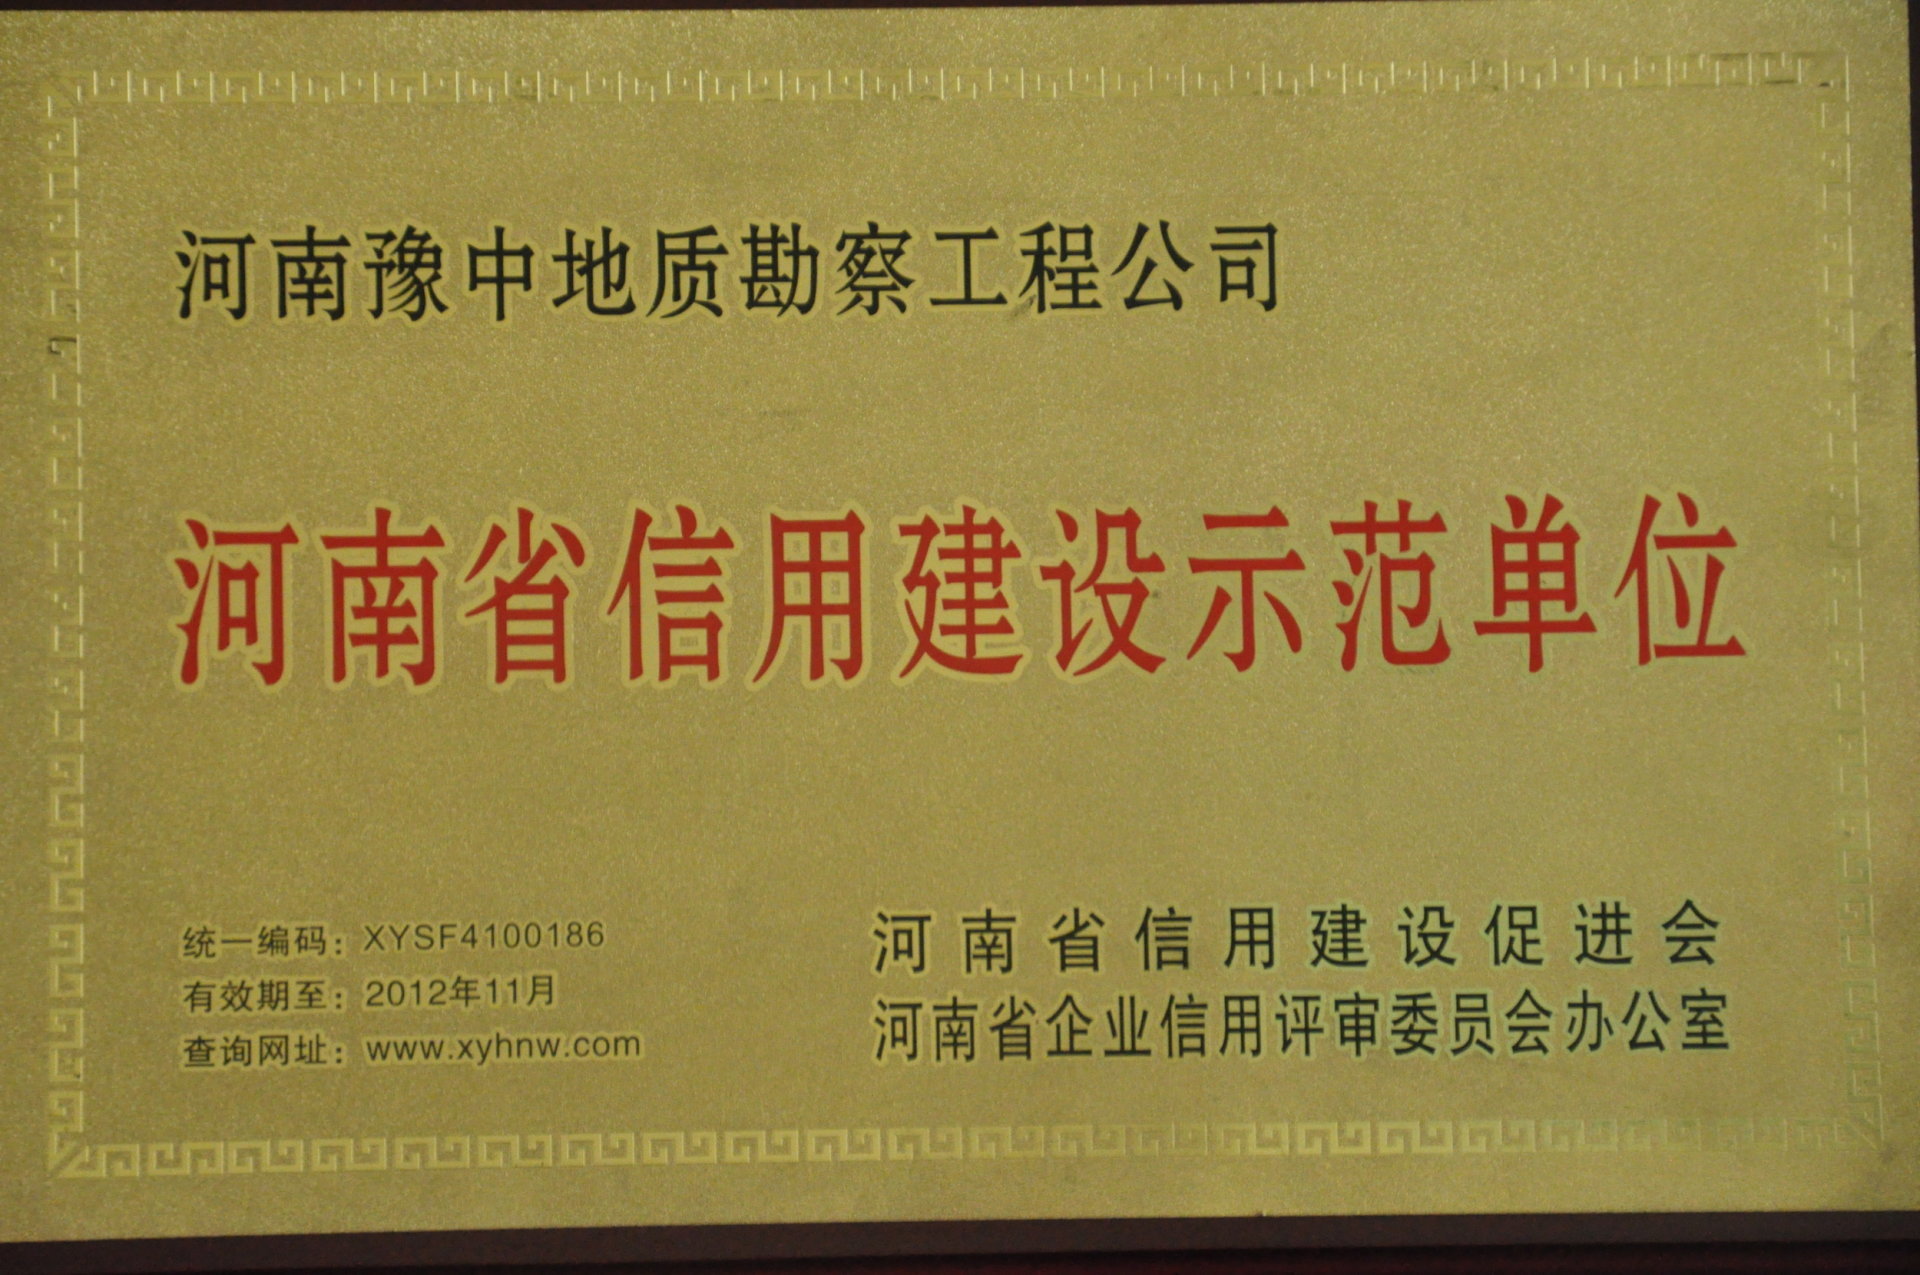 河南豫中地质勘察工程公司
河南省信用建设示范单位
统一编码：XYSF4100186
有效期至：2012年11月
查询网址：www.xyhnw.com
河南省信用建设促进会
河南省企业信用评审委员会办公室